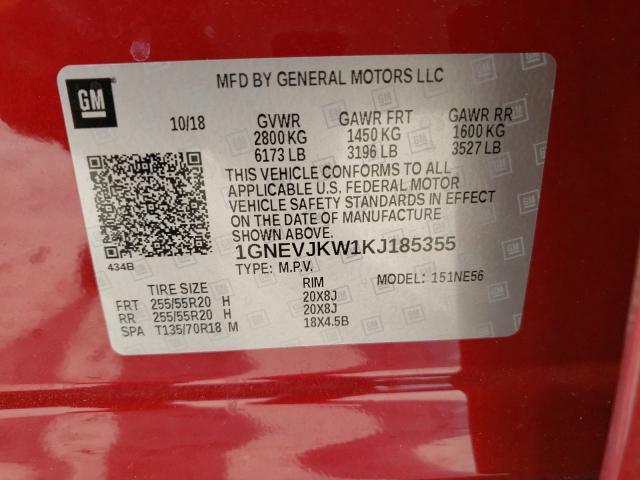 GM
MFD BY GENERAL MOTORS LLC
10/18 GVWR GAWR FRT GAWR RR
2800 KG 1450 KG 1600 KG
6173 LB 3196 LB 3527 LB
THIS VEHICLE CONFORMS TO ALL
APPLICABLE U.S. FEDERAL MOTOR
VEHICLE SAFETY STANDARDS IN EFFECT
ON THE DATE OF MANUFACTURE
SHOWN ABOVE.
1GNEVJKW1KJ185355
434B TYPE: M.P.V. MODEL: 151NE56
TIRE SIZE RIM
FRT 255/55R20 H 20X8J
RR 255/55R20 H 20X8J
SPA T135/70R18 M 18X4.5B